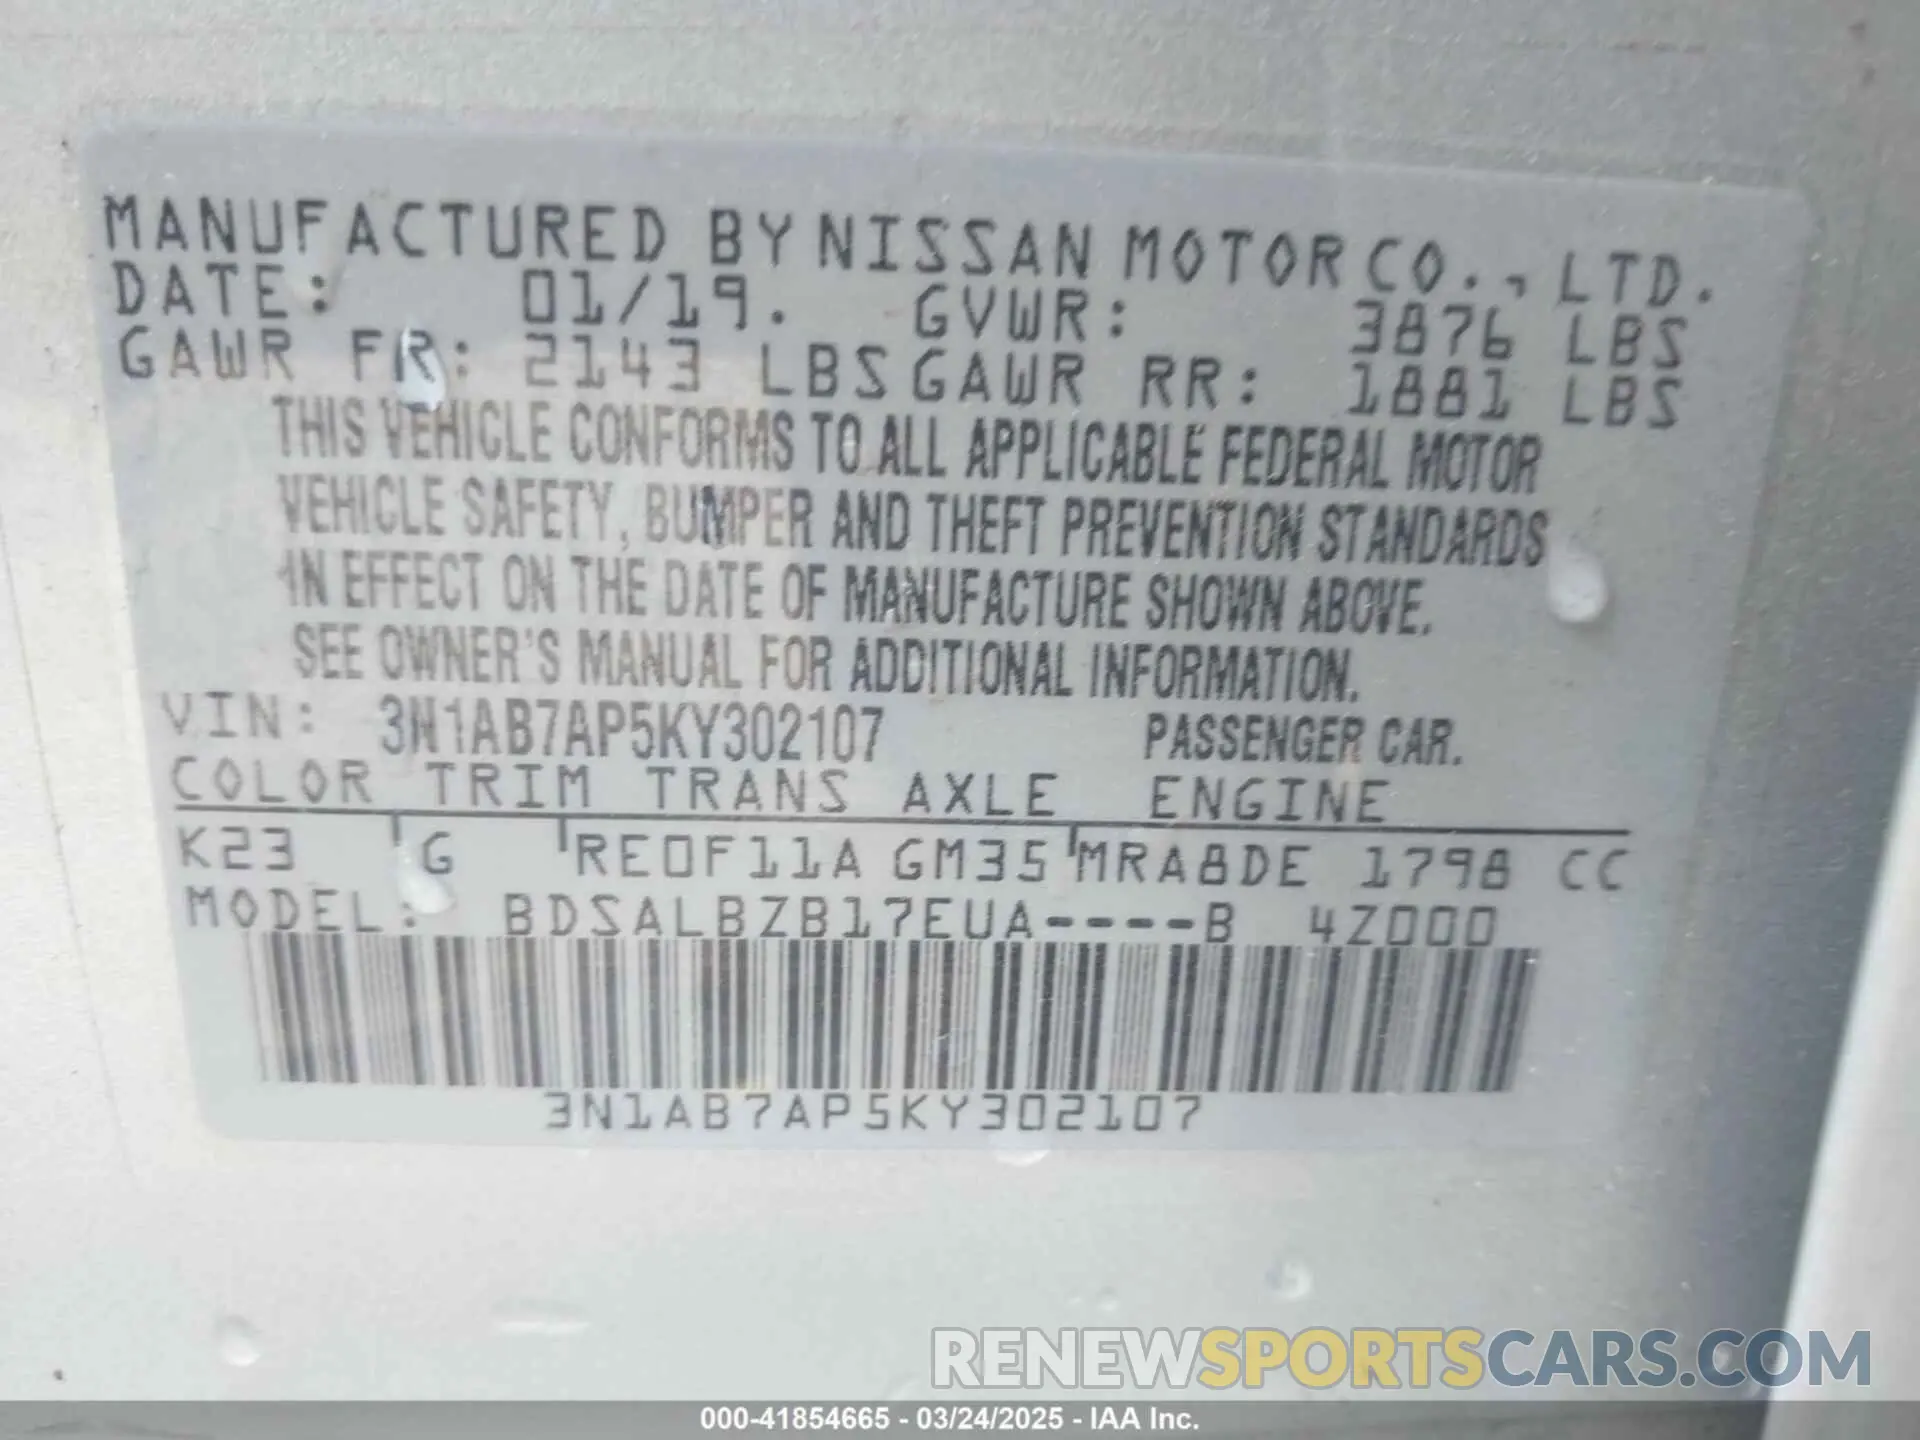 MANUFACTURED BY NISSAN MOTOR CO., LTD.
DATE: 01/19. GVWR: 3876 LBS
GAWR FR: 2143 LBS GAWR RR: 1881 LBS
THIS VEHICLE CONFORMS TO ALL APPLICABLE FEDERAL MOTOR
VEHICLE SAFETY, BUMPER AND THEFT PREVENTION STANDARDS
IN EFFECT ON THE DATE OF MANUFACTURE SHOWN ABOVE.
SEE OWNER'S MANUAL FOR ADDITIONAL INFORMATION.
VIN: 3N1AB7AP5KY302107 PASSENGER CAR.
COLOR TRIM TRANS AXLE ENGINE
K23 G RE0F11A GM35 MRA8DE 1798 CC
MODEL: BDSALBZB17EUA----B 4Z000
3N1AB7AP5KY302107
RENEWSPORTSCARS.COM
000-41854665 - 03/24/2025 - IAA Inc.